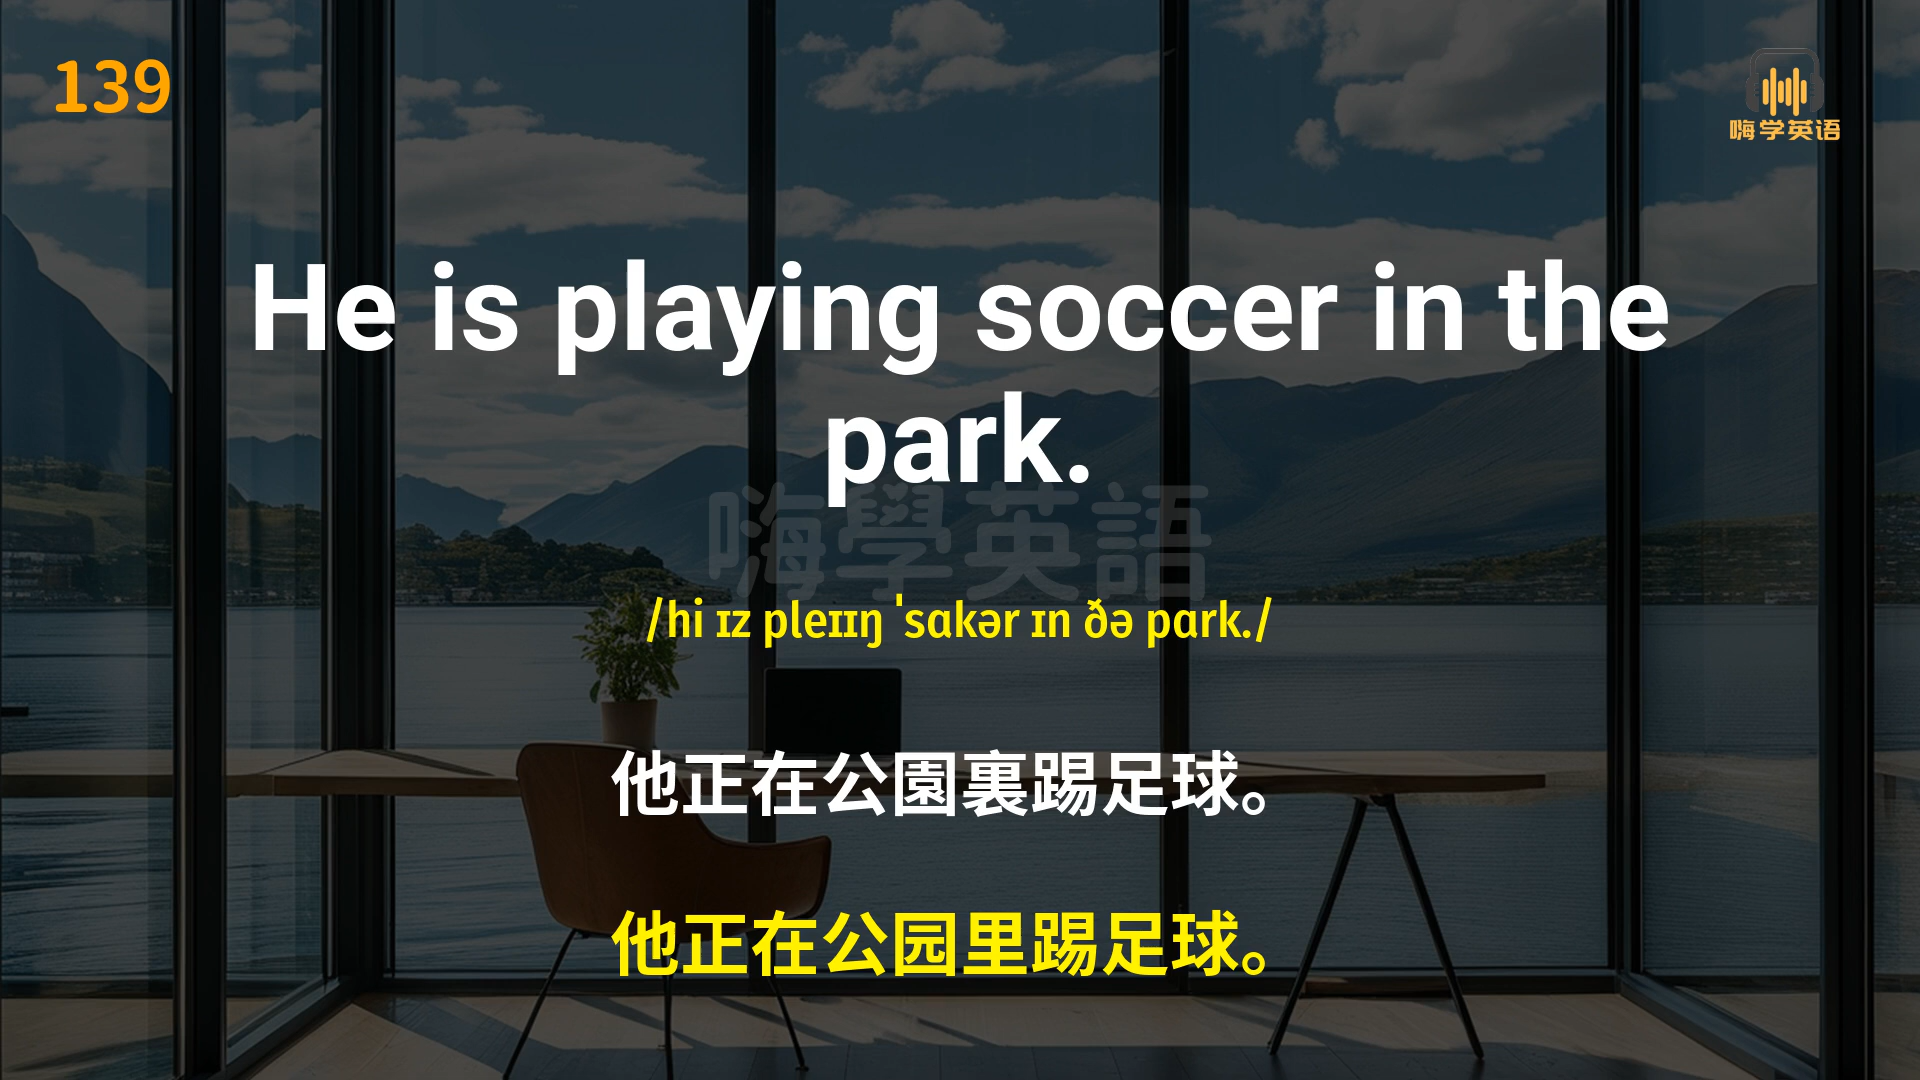 139
嗨学英语
He is playing soccer in the
park.
嗨學英語
/hi ɪz pleɪɪŋ ˈsɑkər ɪn ðə pɑrk./
他正在公園裏踢足球。
他正在公园里踢足球。